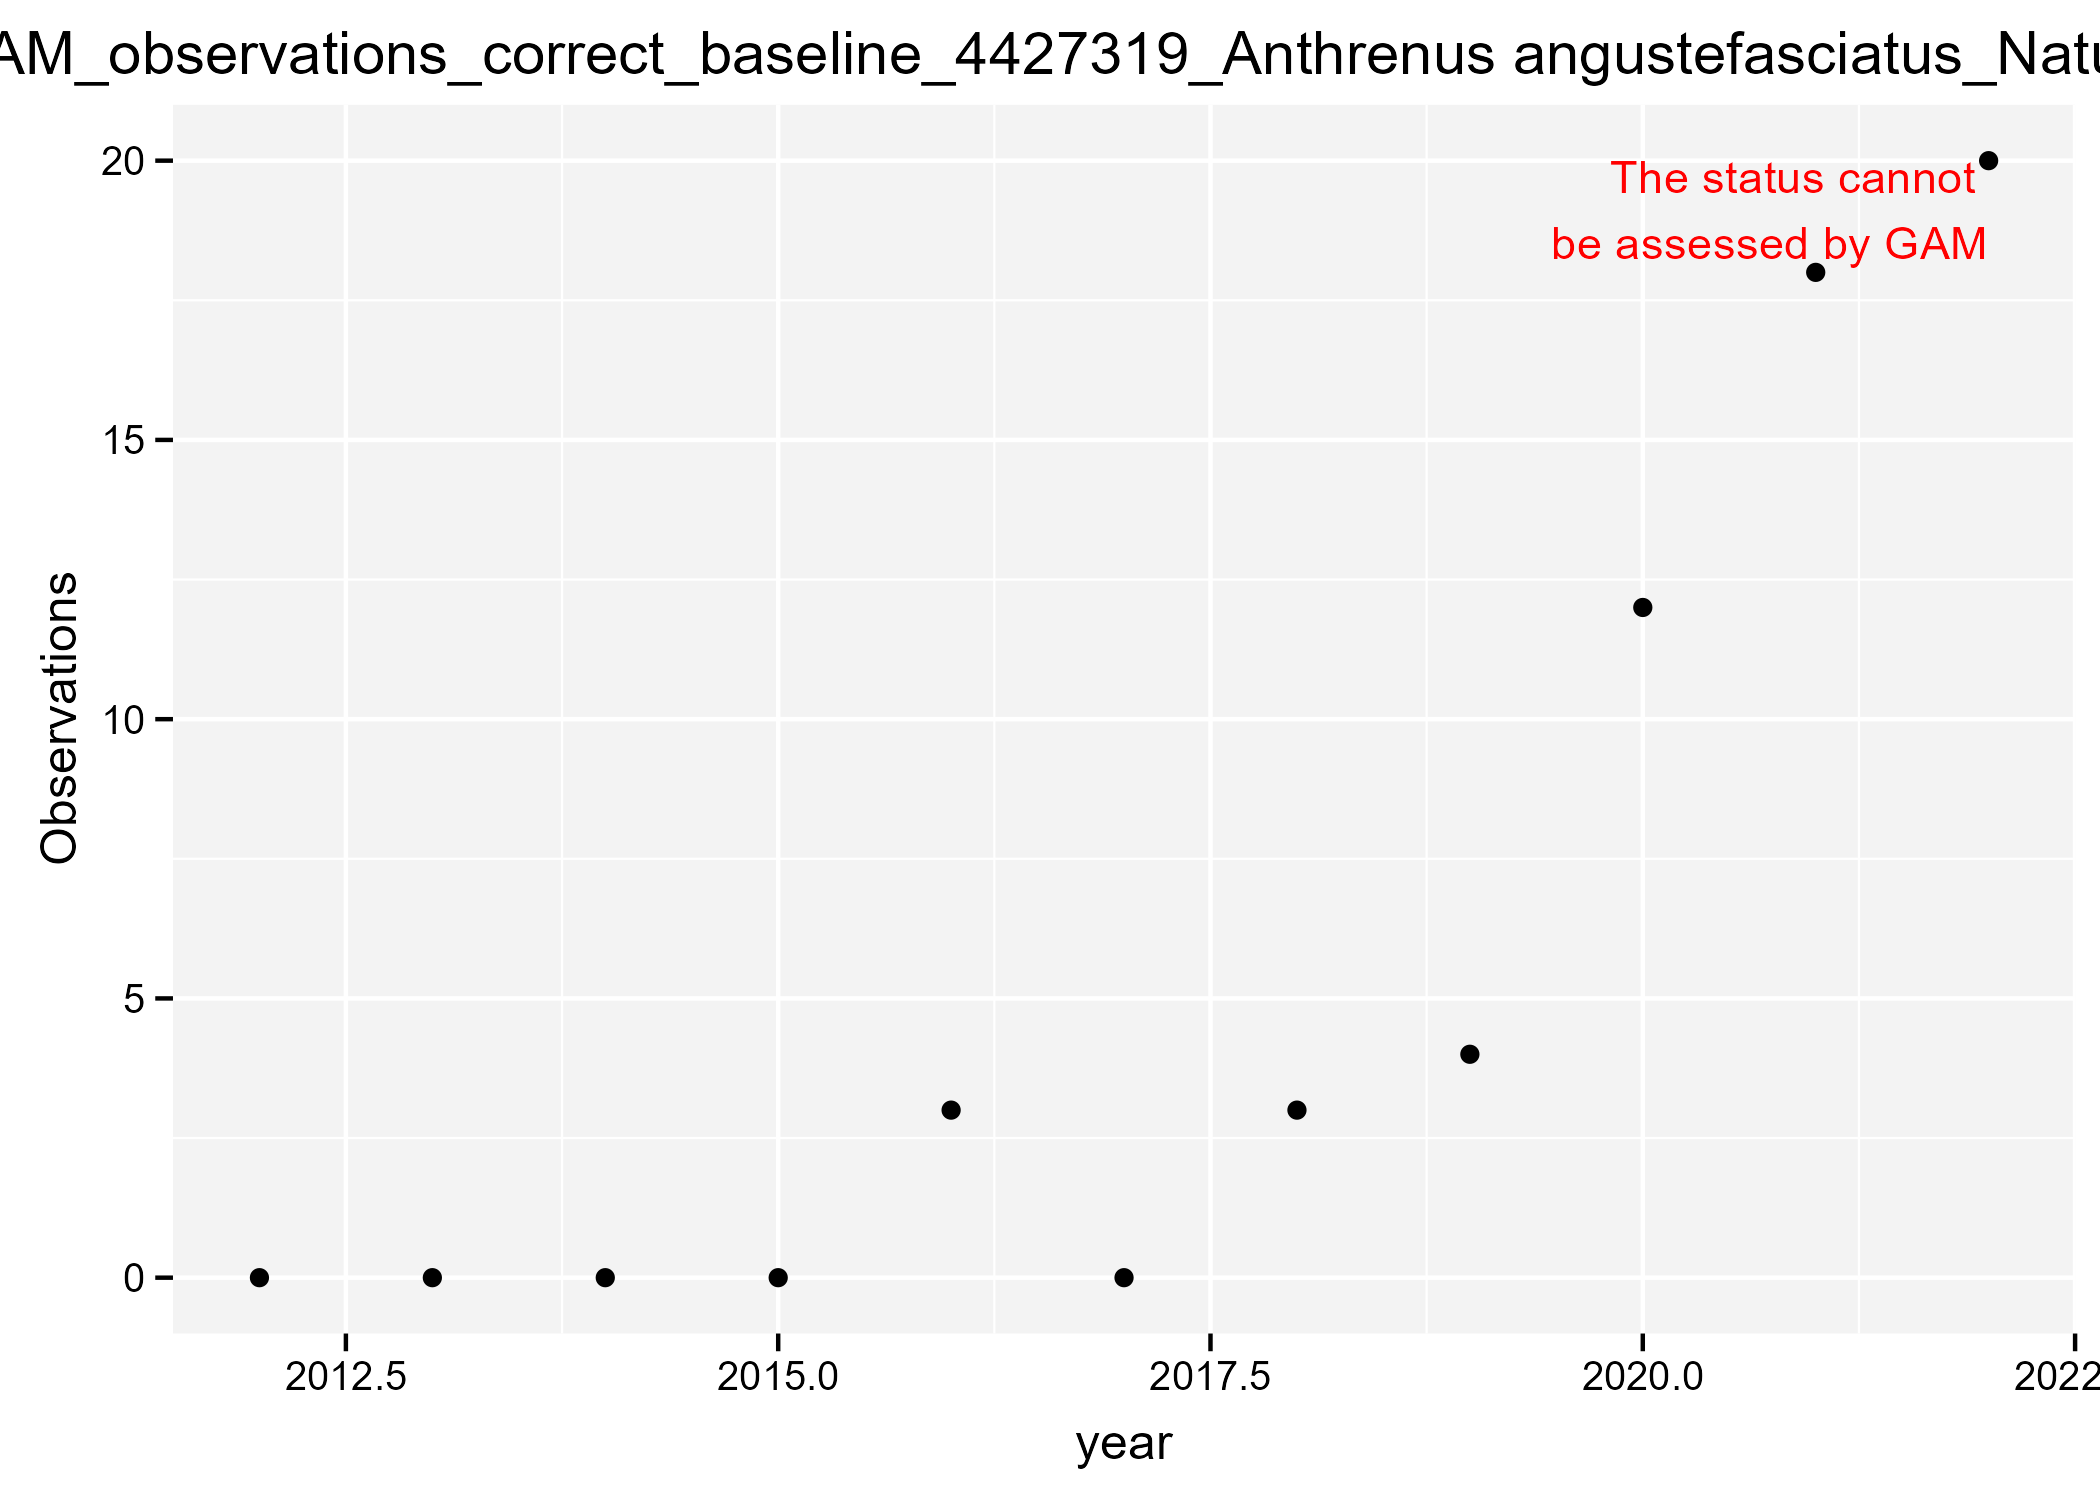 AM_observations_correct_baseline_4427319_Anthrenus angustefasciatus_Natu
20
The status cannot
be assessed by GAM
15
10
5
0
Observations
2012.5
2015.0
2017.5
2020.0
2022
year